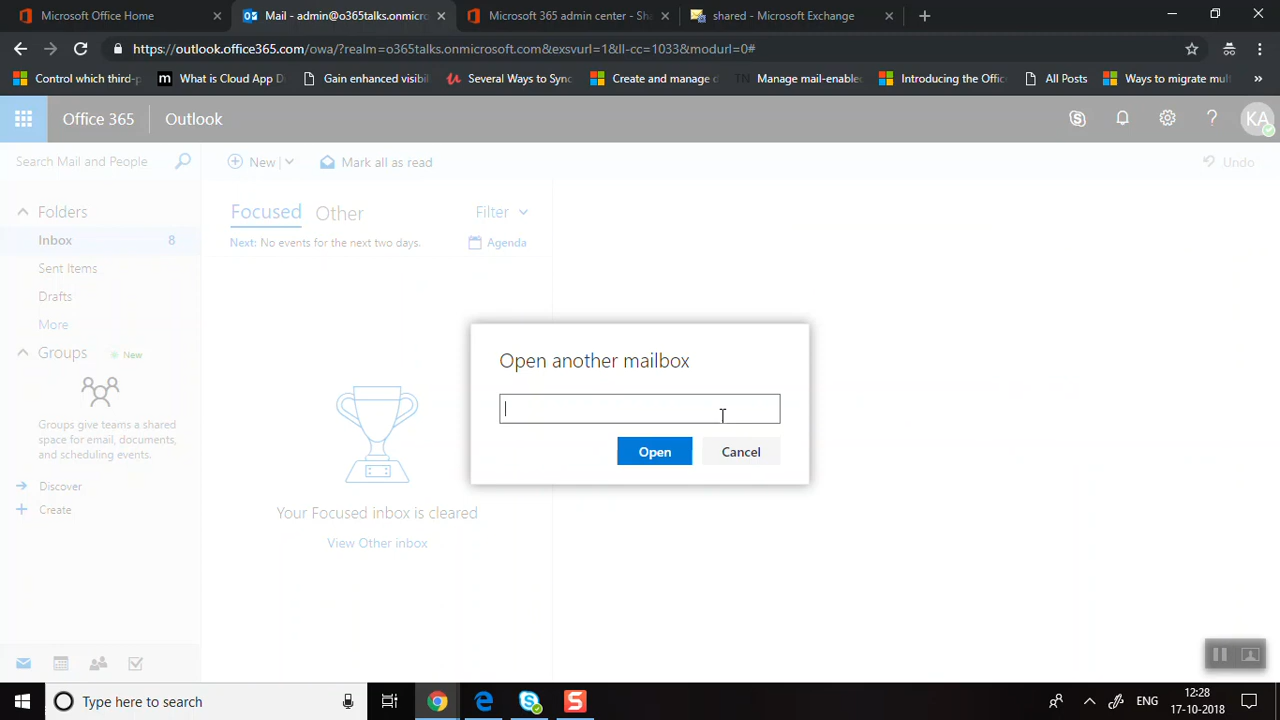 Microsoft Office Home
Mail - admin@o365talks.onmicro
Microsoft 365 admin center - Sha
shared - Microsoft Exchange
https://outlook.office365.com/owa/?realm=o365talks.onmicrosoft.com&exsvurl=1&ll-cc=1033&modurl=0#
Control which third-p
What is Cloud App D
Gain enhanced visibil
Several Ways to Sync
Create and manage d
TN Manage mail-enable
Introducing the Offic
All Posts
Ways to migrate mult
Office 365
Outlook
KA
Search Mail and People
New
Mark all as read
Undo
Folders
Focused
Other
Filter
Inbox 8
Next: No events for the next two days.
Agenda
Sent Items
Drafts
More
Groups
New
Open another mailbox
Groups give teams a shared
space for email, documents,
and scheduling events.
Open
Cancel
Discover
Create
Your Focused inbox is cleared
View Other inbox
Type here to search
ENG
12:28
17-10-2018